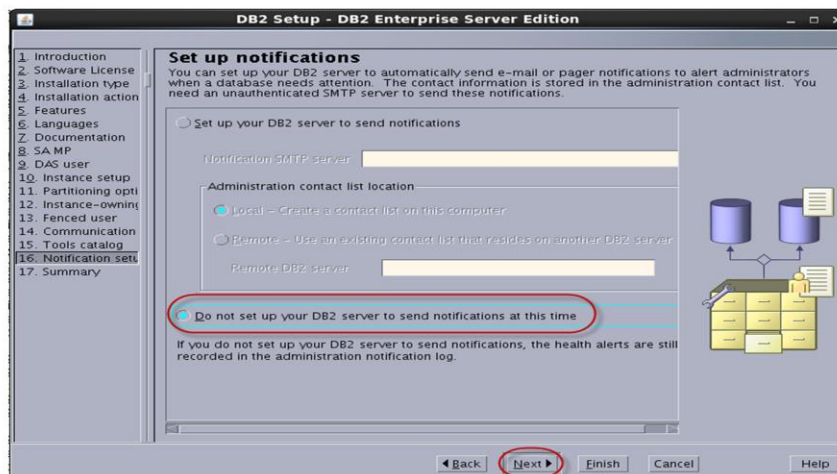 DB2 Setup - DB2 Enterprise Server Edition
1. Introduction
2. Software License
3. Installation type
4. Installation action
5. Features
6. Languages
7. Documentation
8. SA MP
9. DAS user
10. Instance setup
11. Partitioning opti
12. Instance-owning
13. Fenced user
14. Communication
15. Tools catalog
16. Notification setu
17. Summary
Set up notifications
You can set up your DB2 server to automatically send e-mail or pager notifications to alert administrators
when a database needs attention. The contact information is stored in the administration contact list. You
need an unauthenticated SMTP server to send these notifications.
Set up your DB2 server to send notifications
Notification SMTP server
Administration contact list location
Local - Create a contact list on this computer
Remote - Use an existing contact list that resides on another DB2 server
Remote DB2 server
Do not set up your DB2 server to send notifications at this time
If you do not set up your DB2 server to send notifications, the health alerts are still
recorded in the administration notification log.
Back
Next
Finish
Cancel
Help